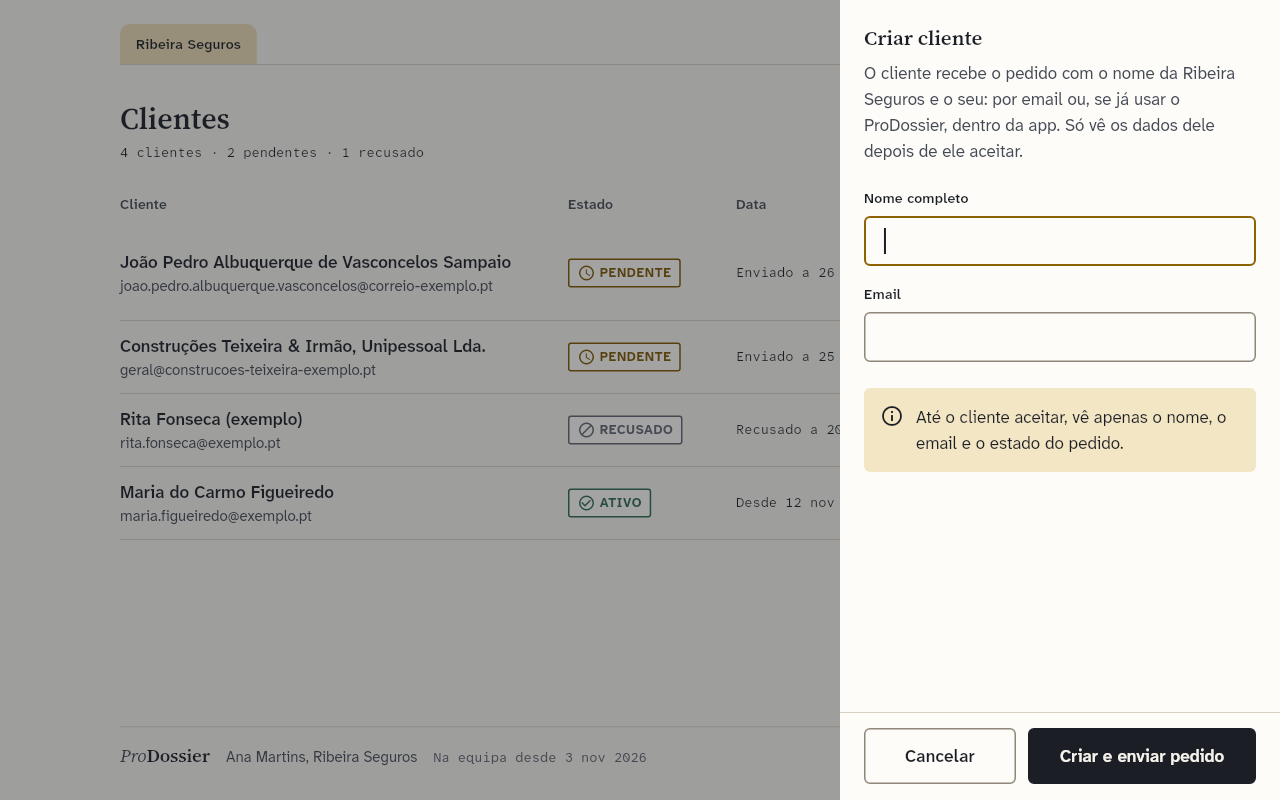 Ribeira Seguros
Clientes
4 clientes · 2 pendentes · 1 recusado
Cliente Estado Data
João Pedro Albuquerque de Vasconcelos Sampaio
joao.pedro.albuquerque.vasconcelos@correio-exemplo.pt
PENDENTE
Enviado a 26
Construções Teixeira & Irmão, Unipessoal Lda.
geral@construcoes-teixeira-exemplo.pt
PENDENTE
Enviado a 25
Rita Fonseca (exemplo)
rita.fonseca@exemplo.pt
RECUSADO
Recusado a 20
Maria do Carmo Figueiredo
maria.figueiredo@exemplo.pt
ATIVO
Desde 12 nov
ProDossier Ana Martins, Ribeira Seguros Na equipa desde 3 nov 2026
Criar cliente
O cliente recebe o pedido com o nome da Ribeira
Seguros e o seu: por email ou, se já usar o
ProDossier, dentro da app. Só vê os dados dele
depois de ele aceitar.
Nome completo
Email
Até o cliente aceitar, vê apenas o nome, o
email e o estado do pedido.
Cancelar Criar e enviar pedido